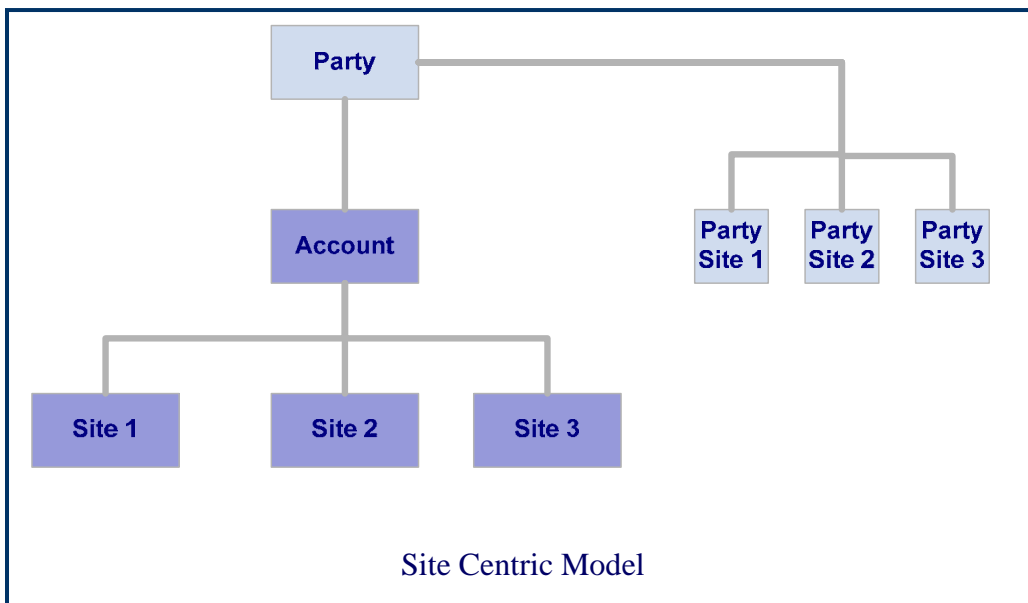 Party
Account
Party
Site 1
Party
Site 2
Party
Site 3
Site 1
Site 2
Site 3
Site Centric Model